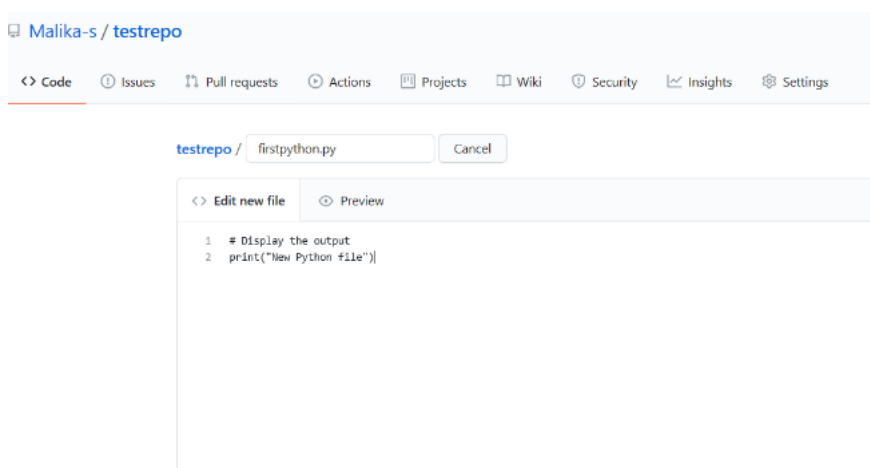 Malika-s / testrepo
<> Code Issues Pull requests Actions Projects Wiki Security Insights Settings
testrepo / firstpython.py Cancel
<> Edit new file Preview
1 # Display the output
2 print("New Python file")